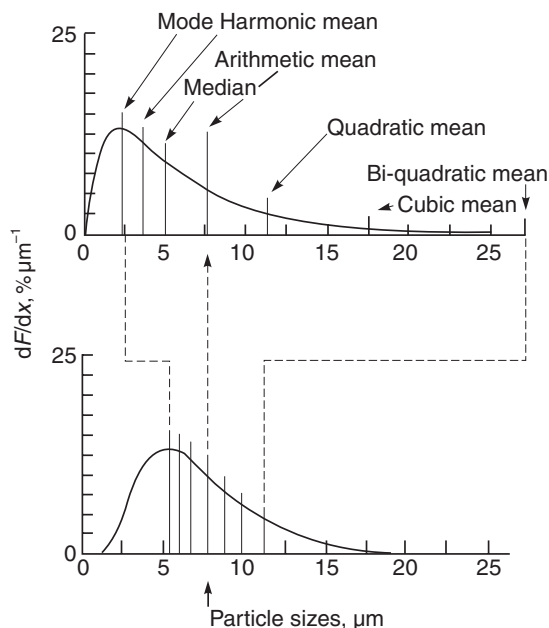 25
Mode Harmonic mean
Arithmetic mean
Median
Quadratic mean
Bi-quadratic mean
Cubic mean
0
0 5 10 15 20 25
dF/dx, % μm⁻¹
25
0
0 5 10 15 20 25
Particle sizes, μm